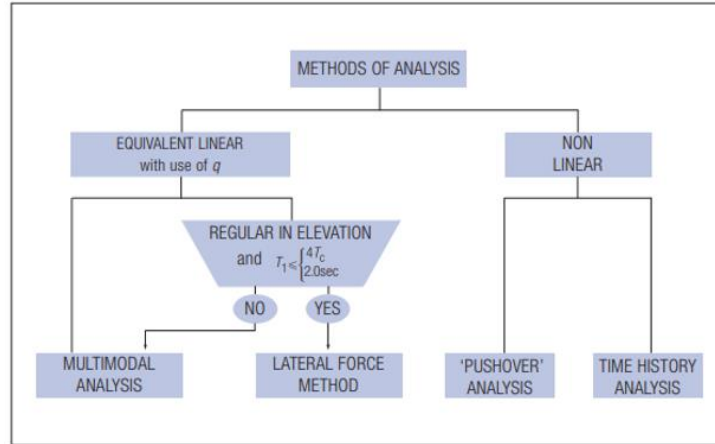 METHODS OF ANALYSIS
EQUIVALENT LINEAR
with use of q
NON
LINEAR
REGULAR IN ELEVATION
and T₁ ⩽ { 4T꜀
2.0sec
NO
YES
MULTIMODAL
ANALYSIS
LATERAL FORCE
METHOD
'PUSHOVER'
ANALYSIS
TIME HISTORY
ANALYSIS